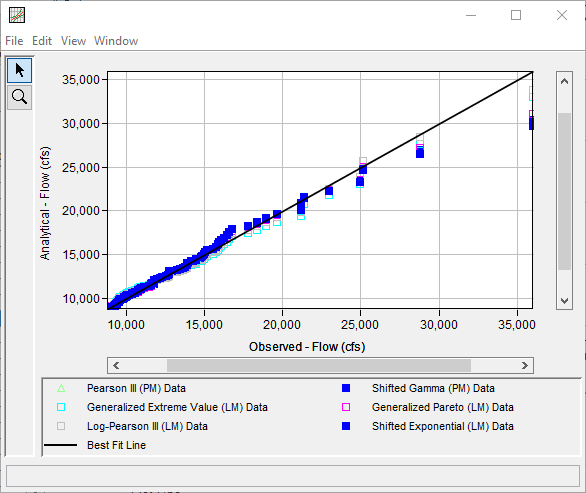 File Edit View Window
35,000
30,000
25,000
20,000
15,000
10,000
Analytical - Flow (cfs)
10,000 15,000 20,000 25,000 30,000 35,000
Observed - Flow (cfs)
Pearson III (PM) Data Shifted Gamma (PM) Data
Generalized Extreme Value (LM) Data Generalized Pareto (LM) Data
Log-Pearson III (LM) Data Shifted Exponential (LM) Data
Best Fit Line